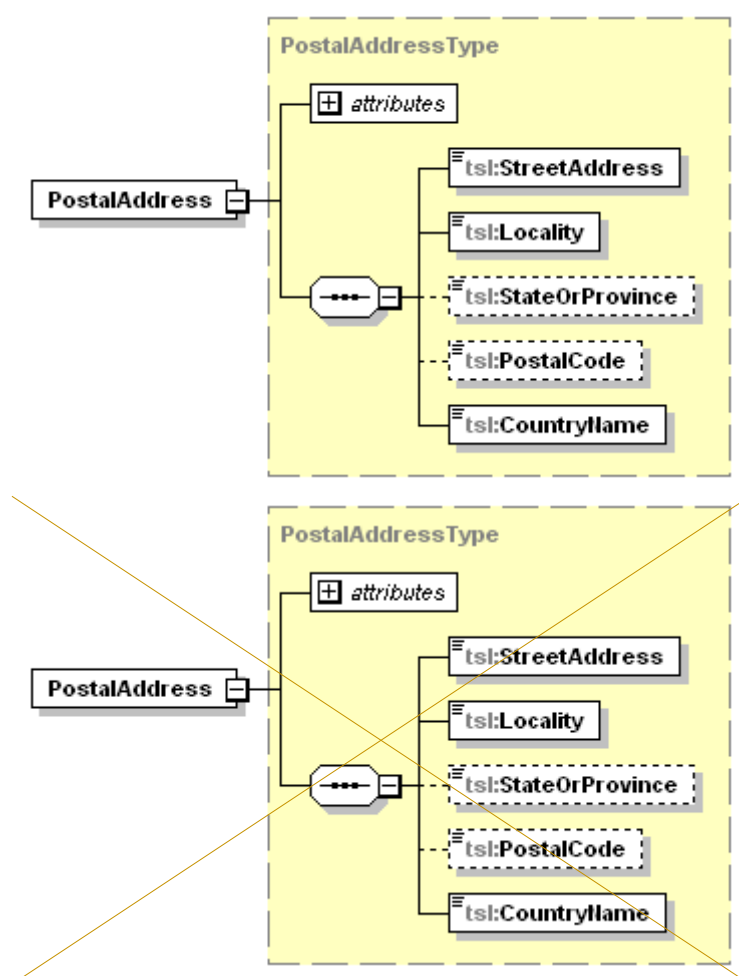 PostalAddressType
attributes
PostalAddress
tsl:StreetAddress
tsl:Locality
tsl:StateOrProvince
tsl:PostalCode
tsl:CountryName
PostalAddressType
attributes
PostalAddress
tsl:StreetAddress
tsl:Locality
tsl:StateOrProvince
tsl:PostalCode
tsl:CountryName